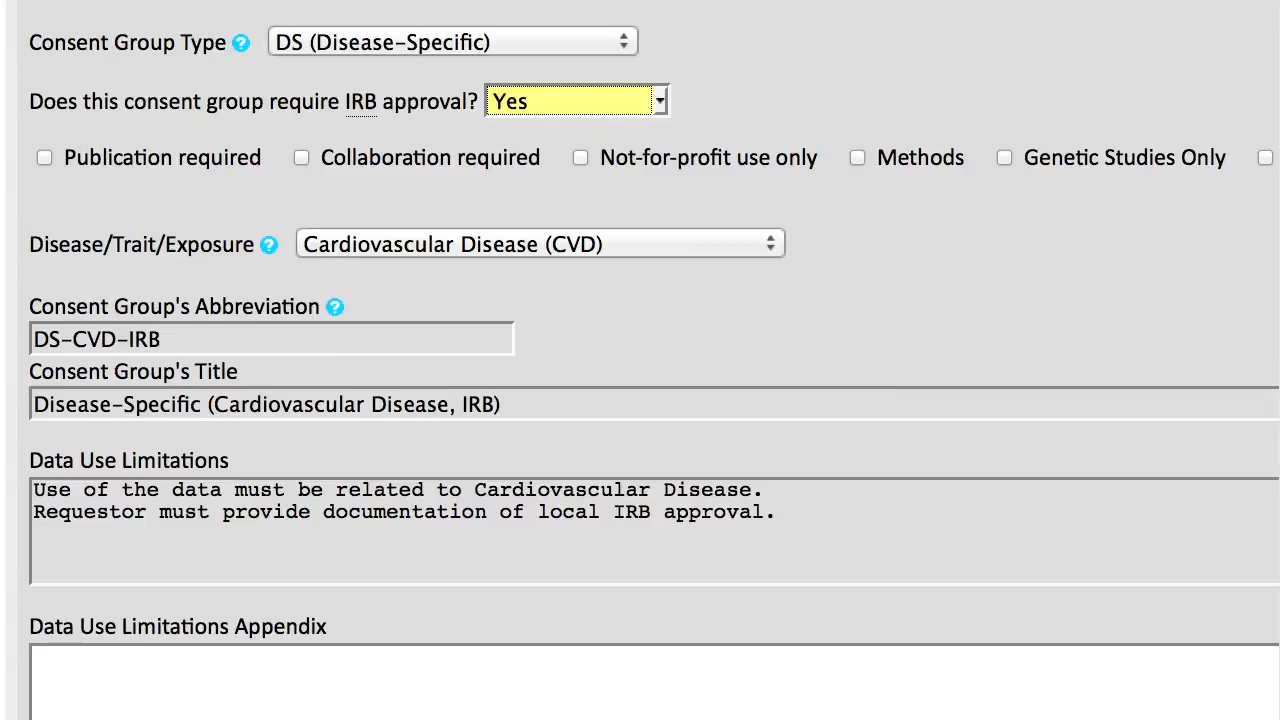 Consent Group Type ? DS (Disease-Specific)
Does this consent group require IRB approval? Yes
Publication required Collaboration required Not-for-profit use only Methods Genetic Studies Only
Disease/Trait/Exposure ? Cardiovascular Disease (CVD)
Consent Group's Abbreviation ?
DS-CVD-IRB
Consent Group's Title
Disease-Specific (Cardiovascular Disease, IRB)
Data Use Limitations
Use of the data must be related to Cardiovascular Disease.
Requestor must provide documentation of local IRB approval.
Data Use Limitations Appendix